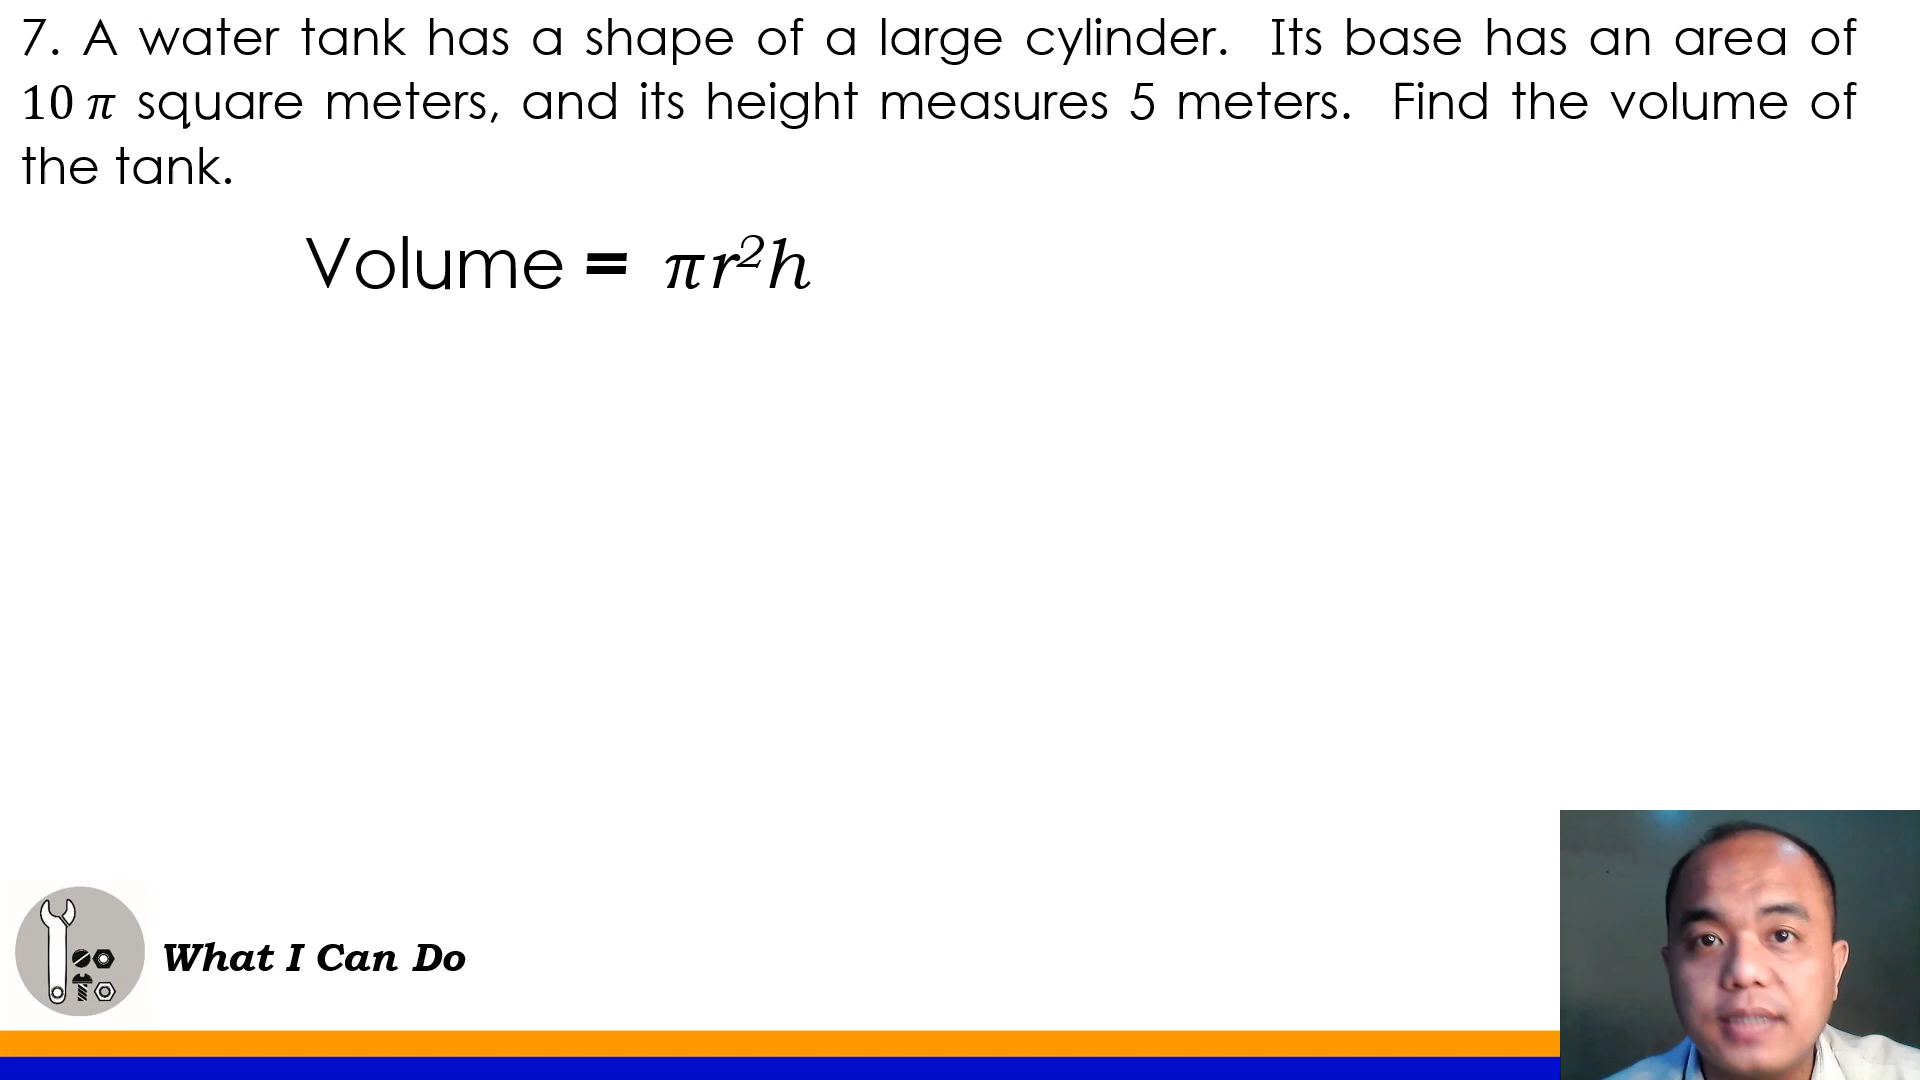 7. A water tank has a shape of a large cylinder. Its base has an area of
10 π square meters, and its height measures 5 meters. Find the volume of
the tank.
Volume = πr²h
What I Can Do